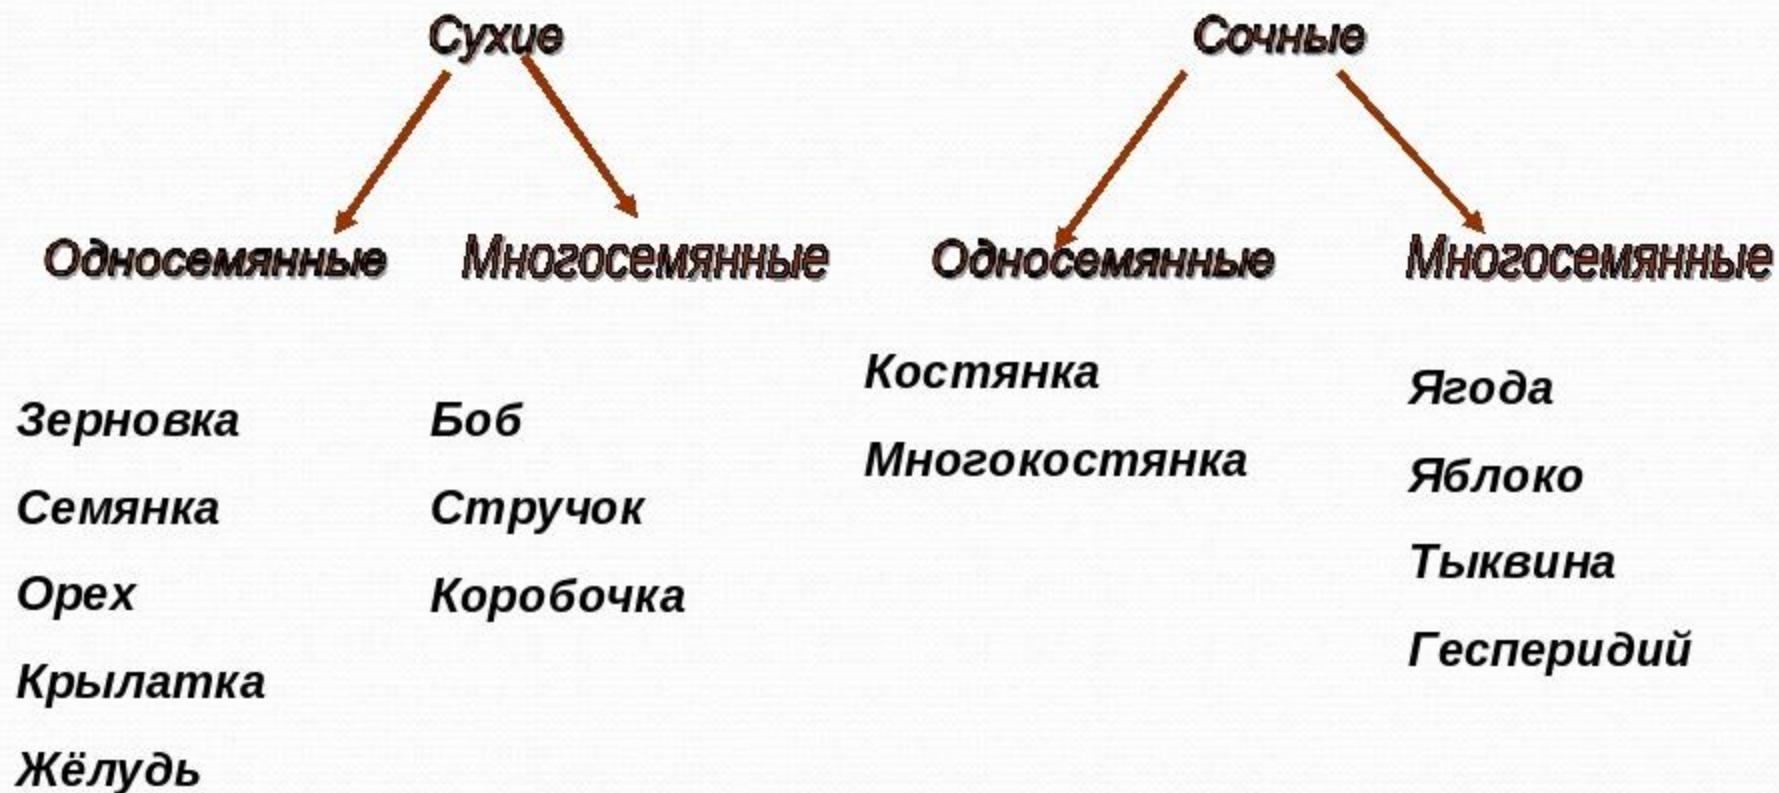 Сухие
Сочные
Односемянные
Многосемянные
Односемянные
Многосемянные
Зерновка
Семянка
Орех
Крылатка
Жёлудь
Боб
Стручок
Коробочка
Костянка
Многокостянка
Ягода
Яблоко
Тыквина
Гесперидий